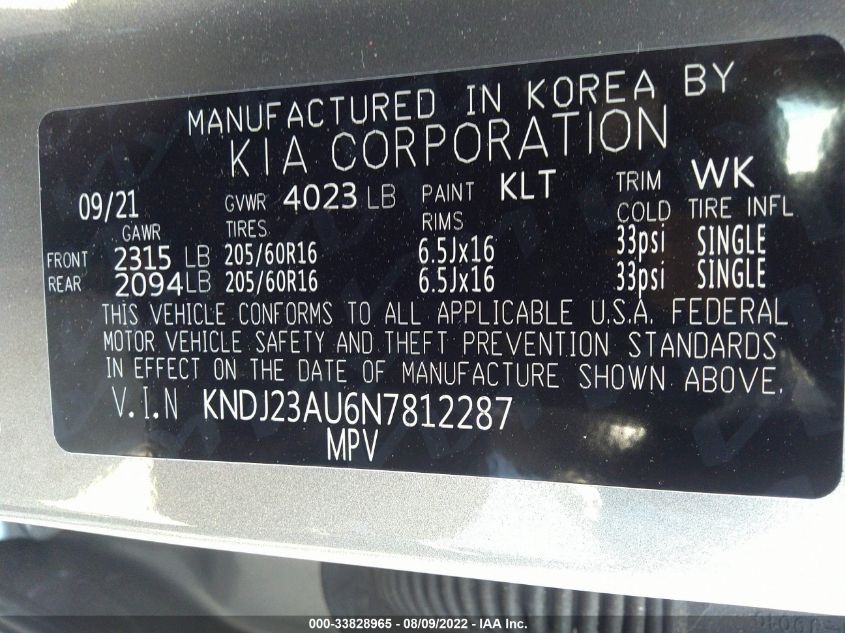 MANUFACTURED IN KOREA BY
KIA CORPORATION
09/21 GVWR 4023 LB PAINT KLT TRIM WK
GAWR TIRES RIMS COLD TIRE INFL
FRONT 2315 LB 205/60R16 6.5Jx16 33psi SINGLE
REAR 2094 LB 205/60R16 6.5Jx16 33psi SINGLE
THIS VEHICLE CONFORMS TO ALL APPLICABLE U.S.A. FEDERAL
MOTOR VEHICLE SAFETY AND THEFT PREVENTION STANDARDS
IN EFFECT ON THE DATE OF MANUFACTURE SHOWN ABOVE.
V.I.N KNDJ23AU6N7812287
MPV
000-33828965 - 08/09/2022 - IAA Inc.